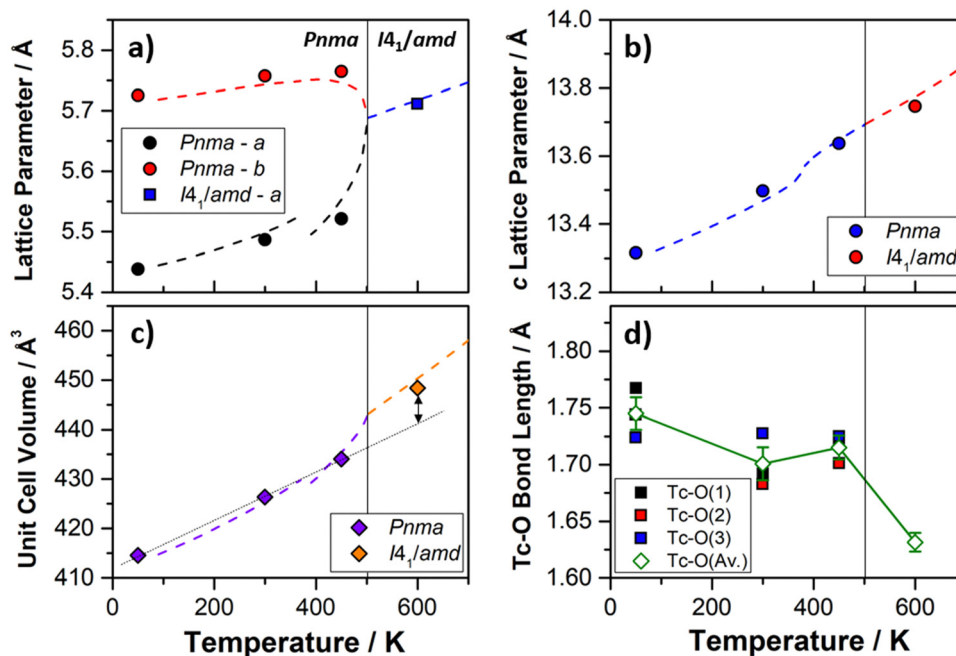 a)
Pnma
I4₁/amd
Lattice Parameter / Å
5.8
5.7
5.6
5.5
5.4
Pnma - a
Pnma - b
I4₁/amd - a
b)
c Lattice Parameter / Å
14.0
13.8
13.6
13.4
13.2
Pnma
I4₁/amd
c)
Unit Cell Volume / Å³
460
450
440
430
420
410
Pnma
I4₁/amd
0 200 400 600
Temperature / K
d)
Tc-O Bond Length / Å
1.80
1.75
1.70
1.65
1.60
Tc-O(1)
Tc-O(2)
Tc-O(3)
Tc-O(Av.)
0 200 400 600
Temperature / K